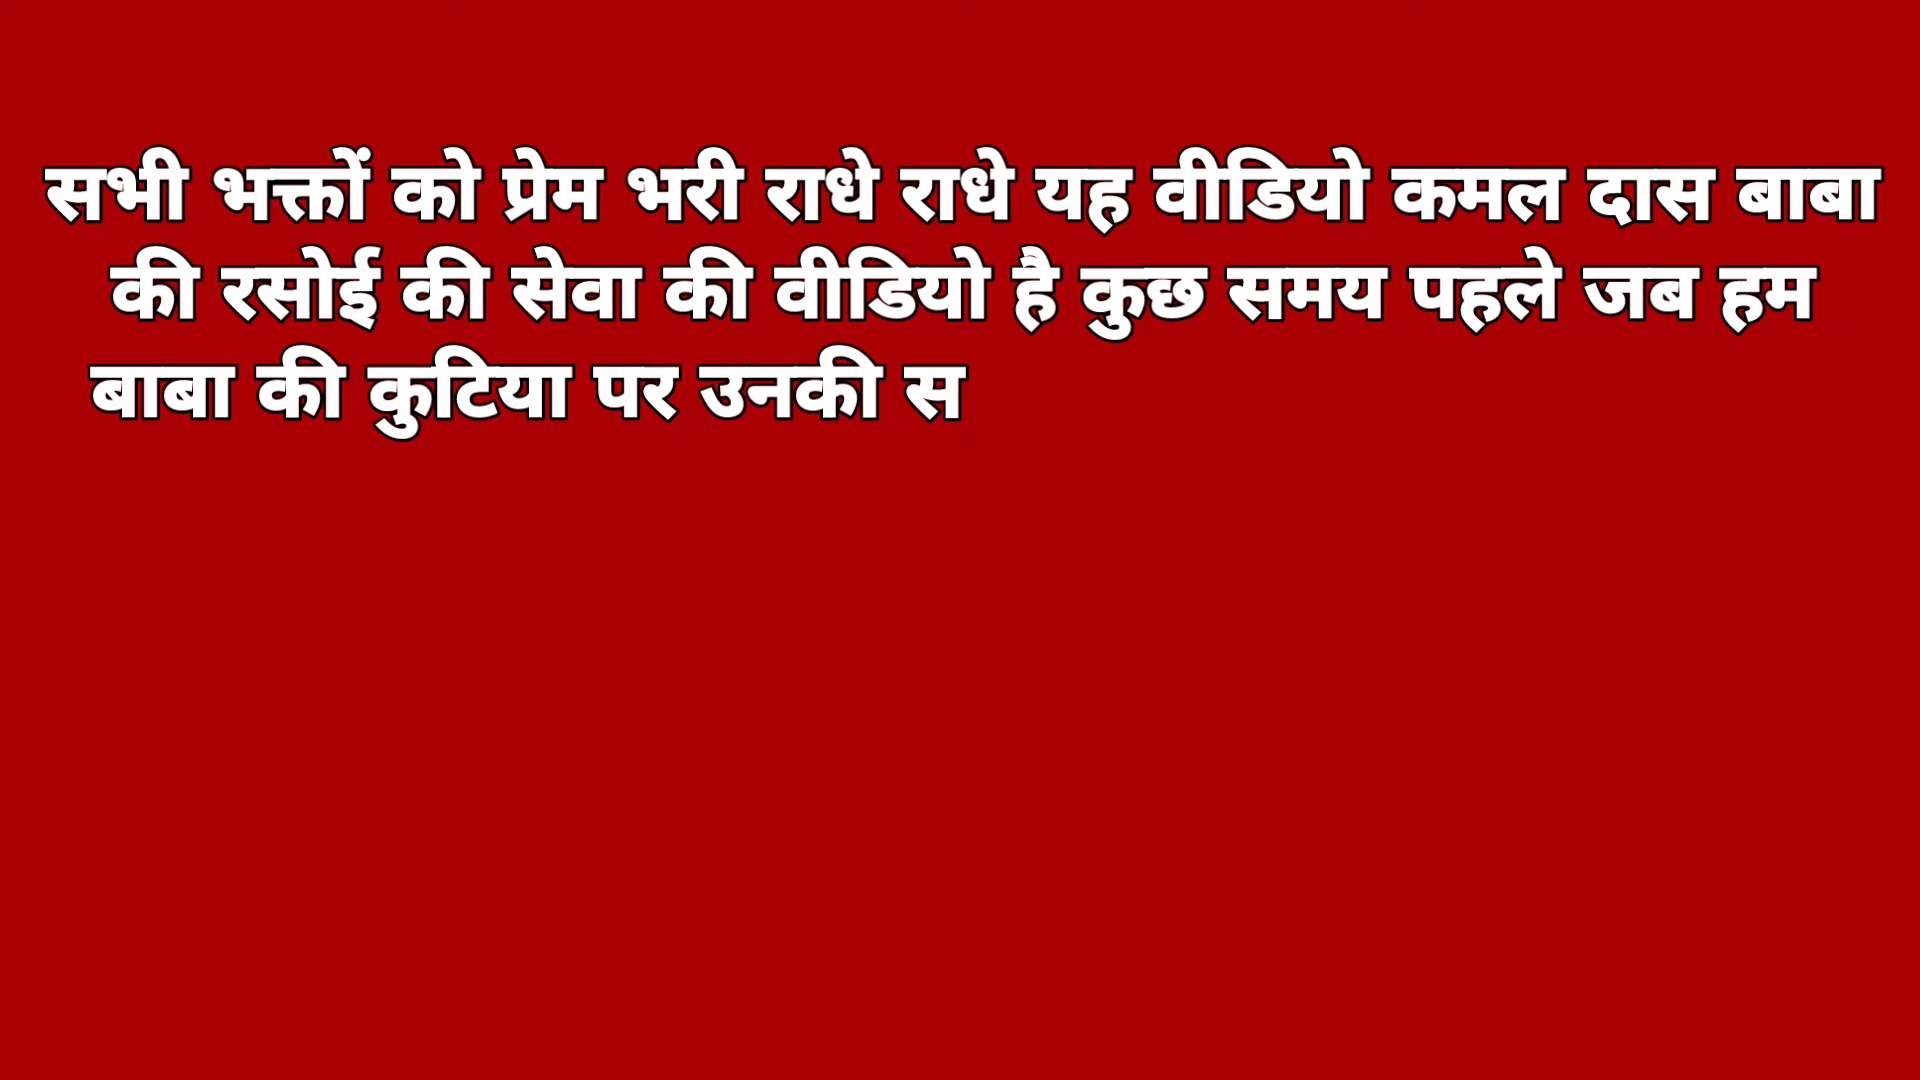 सभी भक्तों को प्रेम भरी राधे राधे यह वीडियो कमल दास बाबा
की रसोई की सेवा की वीडियो है कुछ समय पहले जब हम
बाबा की कुटिया पर उनकी स